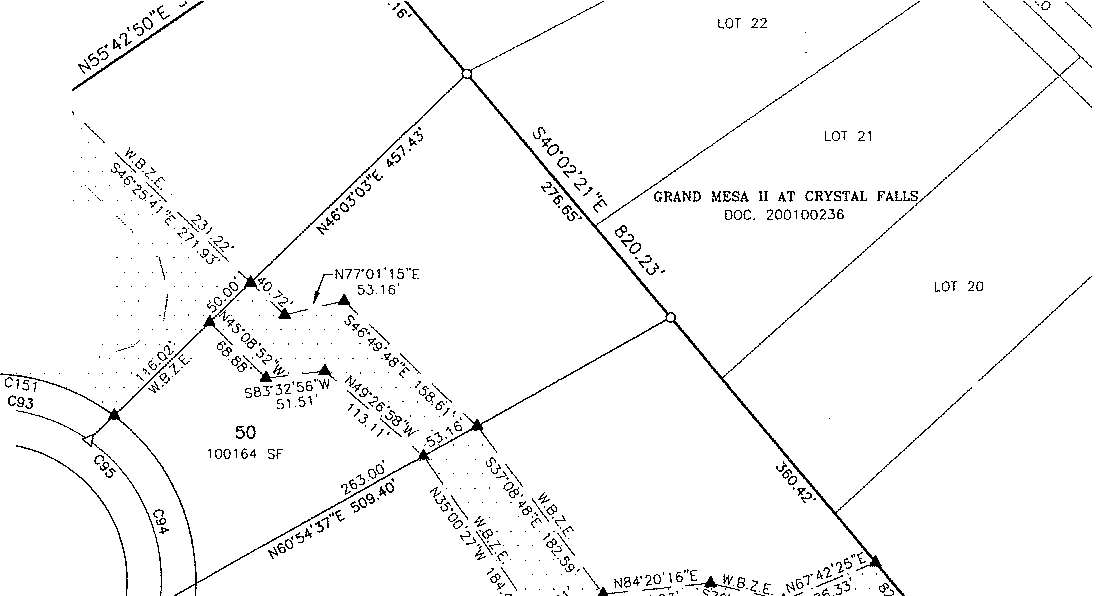 N55°42'50"E
.16'
LOT 22
LOT 21
GRAND MESA II AT CRYSTAL FALLS
DOC. 200100236
LOT 20
S40°02'21"E 820.23'
276.65'
360.42'
N46°03'03"E 457.43'
W.B.Z.E.
S46°25'41"E 271.93'
231.22'
50.00'
40.72'
N77°01'15"E
53.16'
N45°08'52"W
68.88'
S46°49'48"E 158.61'
S83°32'56"W
51.51'
N49°26'58"W
113.11'
116.02'
W.B.Z.E.
C151
C93
C95
C94
50
100164 SF
53.16'
263.00'
N60°54'37"E 509.40'
W.B.Z.E.
S37°08'48"E 182.59'
W.B.Z.E.
N35°00'27"W 184.
N84°20'16"E
W.B.Z.E.
N67°42'25"E